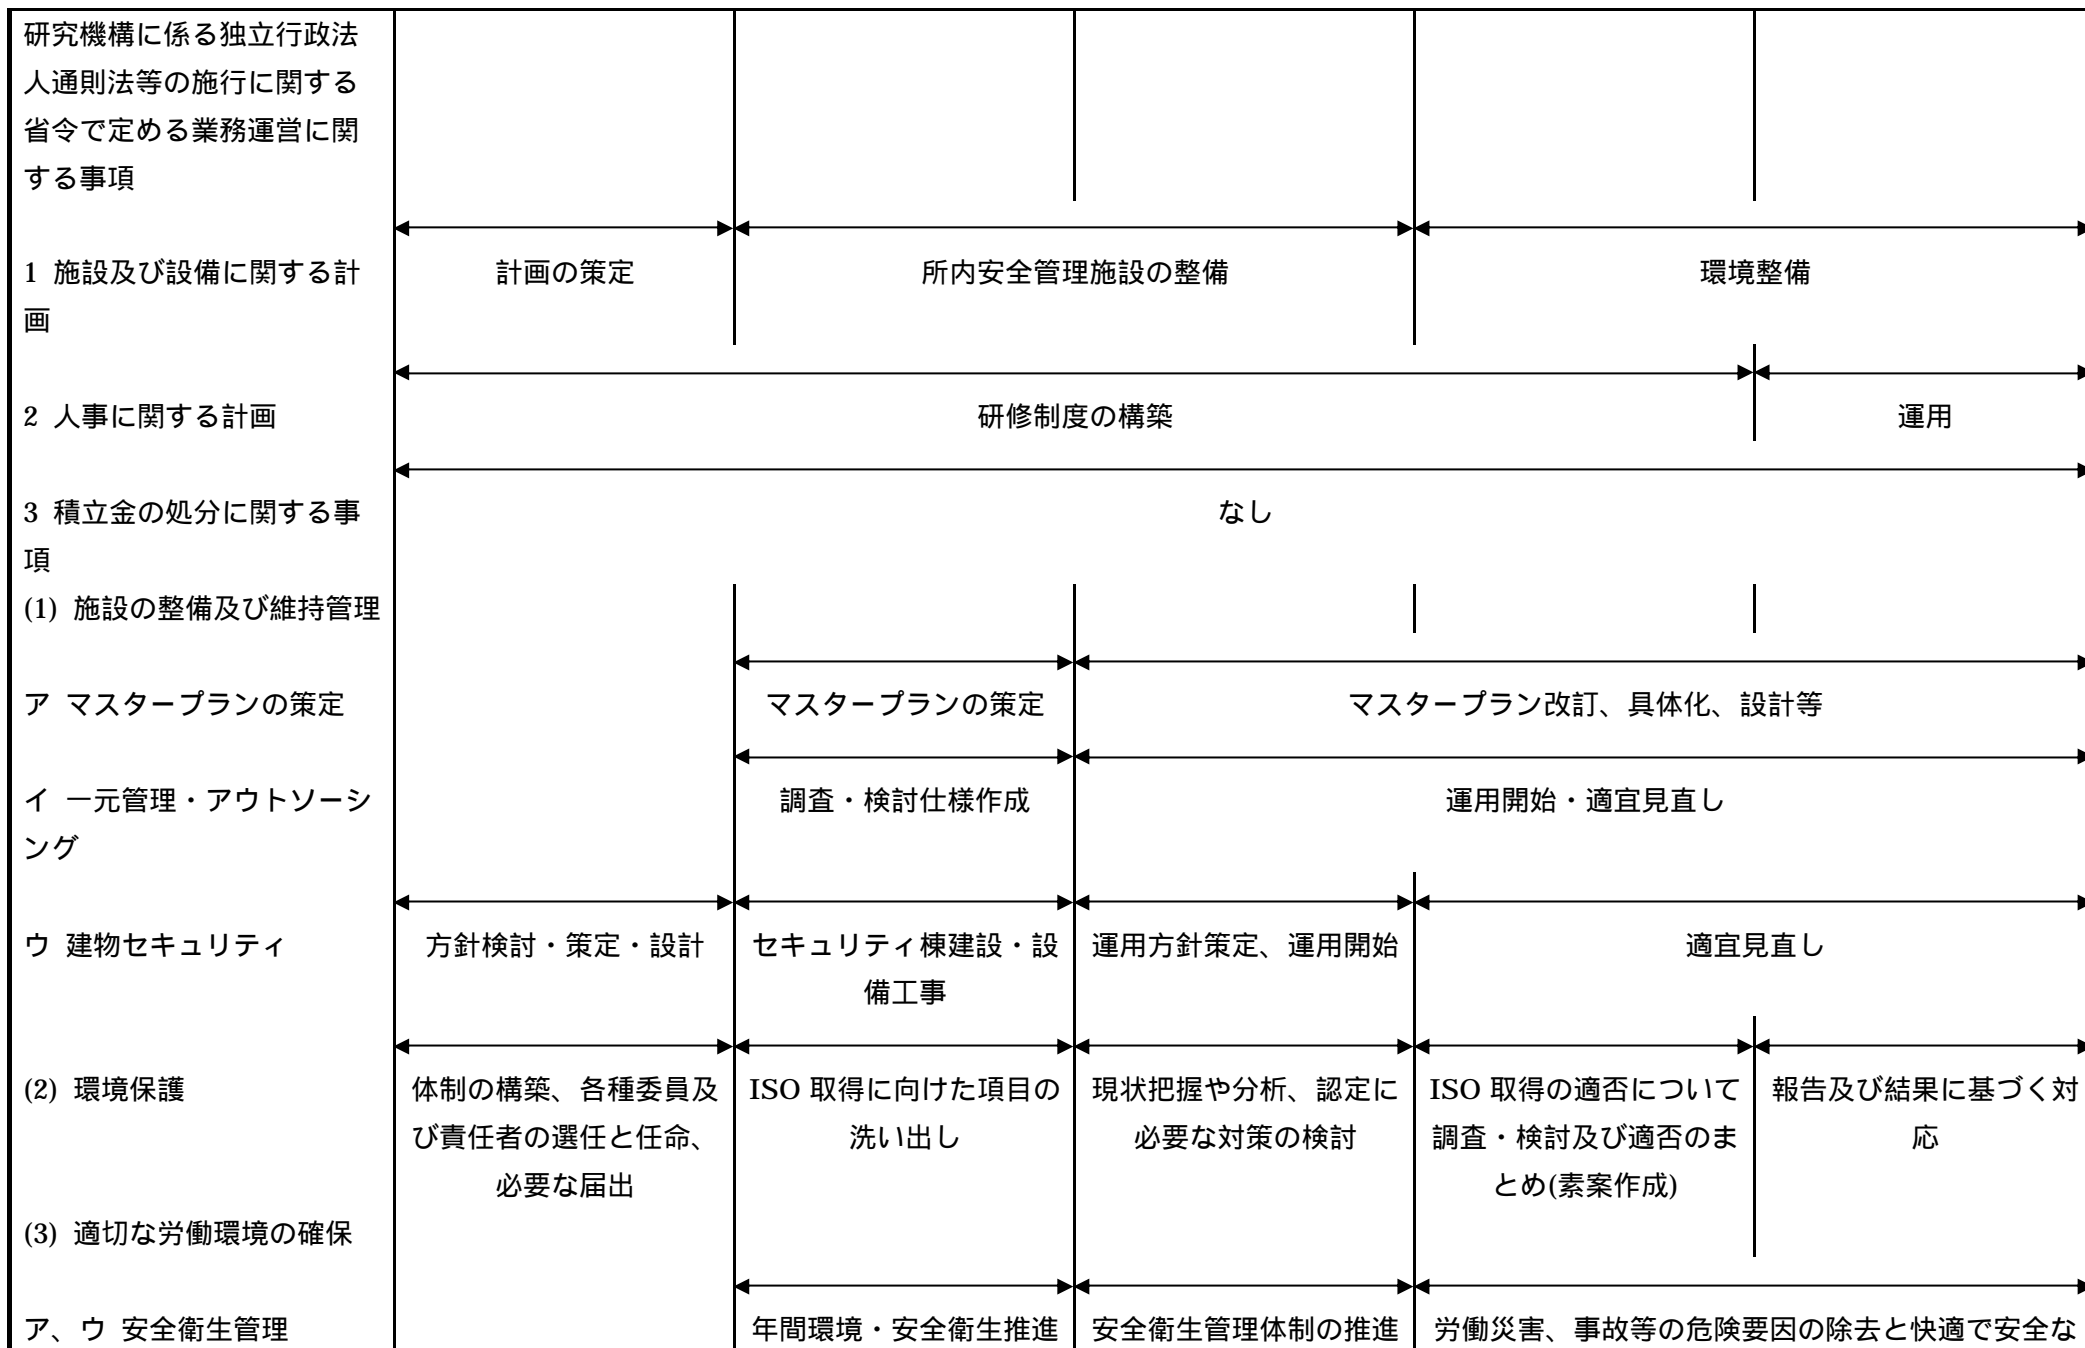 研究機構に係る独立行政法
人通則法等の施行に関する
省令で定める業務運営に関
する事項
1 施設及び設備に関する計
画
計画の策定
所内安全管理施設の整備
環境整備
2 人事に関する計画
研修制度の構築
運用
3 積立金の処分に関する事
項
なし
(1) 施設の整備及び維持管理
ア マスタープランの策定
マスタープランの策定
マスタープラン改訂、具体化、設計等
イ 一元管理・アウトソーシ
ング
調査・検討仕様作成
運用開始・適宜見直し
ウ 建物セキュリティ
方針検討・策定・設計
セキュリティ棟建設・設
備工事
運用方針策定、運用開始
適宜見直し
(2) 環境保護
体制の構築、各種委員及
び責任者の選任と任命、
必要な届出
ISO 取得に向けた項目の
洗い出し
現状把握や分析、認定に
必要な対策の検討
ISO 取得の適否について
調査・検討及び適否のま
とめ(素案作成)
報告及び結果に基づく対
応
(3) 適切な労働環境の確保
ア、ウ 安全衛生管理
年間環境・安全衛生推進
安全衛生管理体制の推進
労働災害、事故等の危険要因の除去と快適で安全な